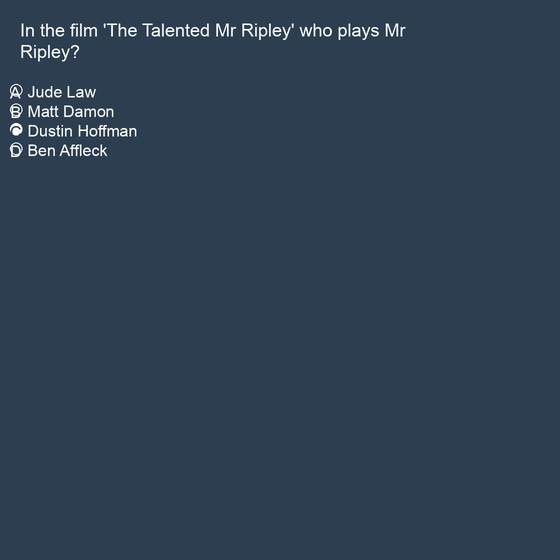 In the film 'The Talented Mr Ripley' who plays Mr
Ripley?
A Jude Law
B Matt Damon
C Dustin Hoffman
D Ben Affleck